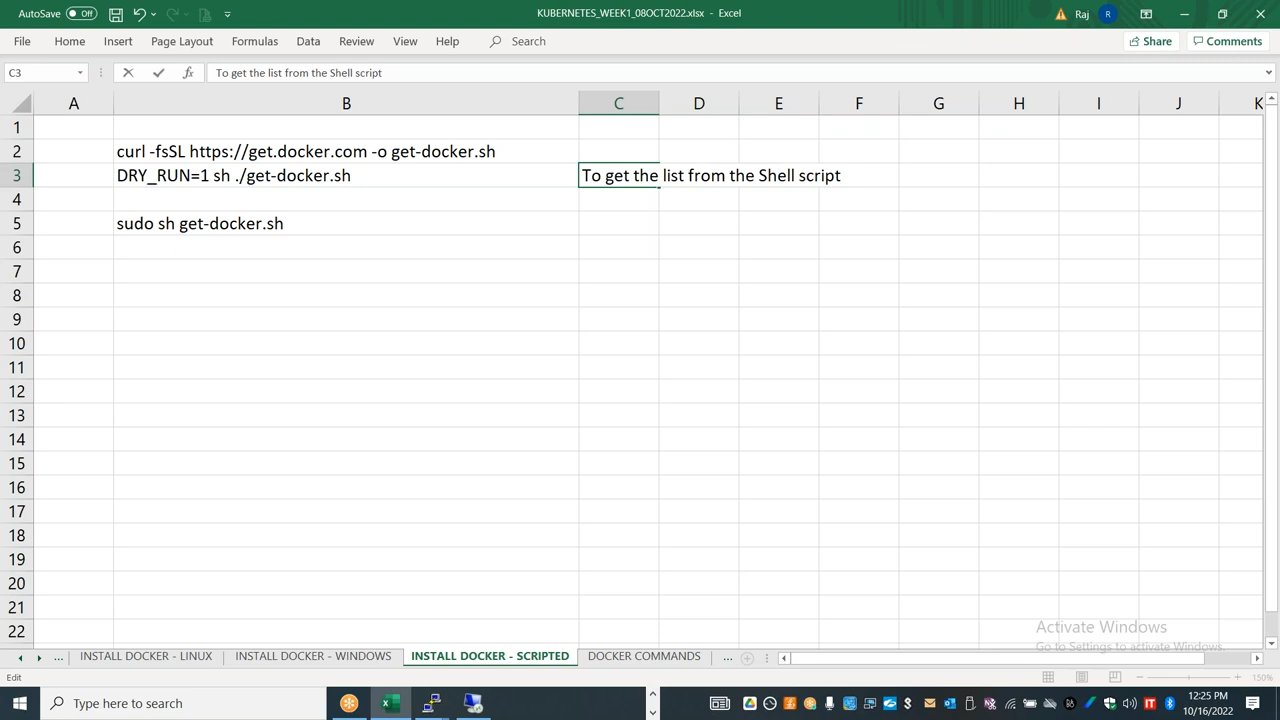 AutoSave Off KUBERNETES_WEEK1_08OCT2022.xlsx - Excel Raj R
File Home Insert Page Layout Formulas Data Review View Help Search Share Comments
C3 fx To get the list from the Shell script
A B C D E F G H I J K
1
2 curl -fsSL https://get.docker.com -o get-docker.sh
3 DRY_RUN=1 sh ./get-docker.sh To get the list from the Shell script
4
5 sudo sh get-docker.sh
6
7
8
9
10
11
12
13
14
15
16
17
18
19
20
21
22
Activate Windows
Go to Settings to activate Windows.
... INSTALL DOCKER - LINUX INSTALL DOCKER - WINDOWS INSTALL DOCKER - SCRIPTED DOCKER COMMANDS ...
Edit 150%
Type here to search IT 12:25 PM
10/16/2022